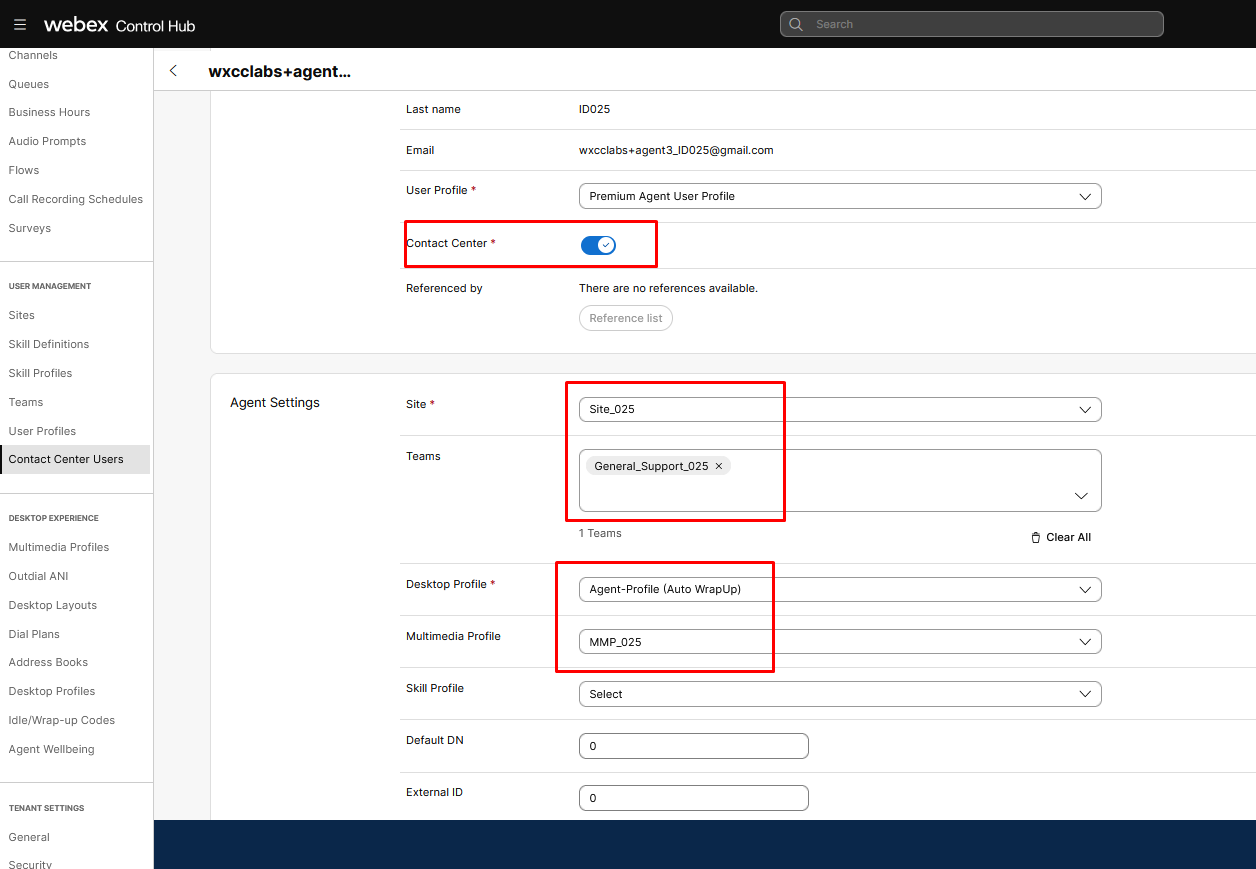 webex Control Hub
Search
Channels
Queues
Business Hours
Audio Prompts
Flows
Call Recording Schedules
Surveys
USER MANAGEMENT
Sites
Skill Definitions
Skill Profiles
Teams
User Profiles
Contact Center Users
DESKTOP EXPERIENCE
Multimedia Profiles
Outdial ANI
Desktop Layouts
Dial Plans
Address Books
Desktop Profiles
Idle/Wrap-up Codes
Agent Wellbeing
TENANT SETTINGS
General
Security
wxcclabs+agent...
Last name ID025
Email wxcclabs+agent3_ID025@gmail.com
User Profile * Premium Agent User Profile
Contact Center *
Referenced by There are no references available.
Reference list
Agent Settings
Site * Site_025
Teams General_Support_025 ×
1 Teams Clear All
Desktop Profile * Agent-Profile (Auto WrapUp)
Multimedia Profile MMP_025
Skill Profile Select
Default DN 0
External ID 0